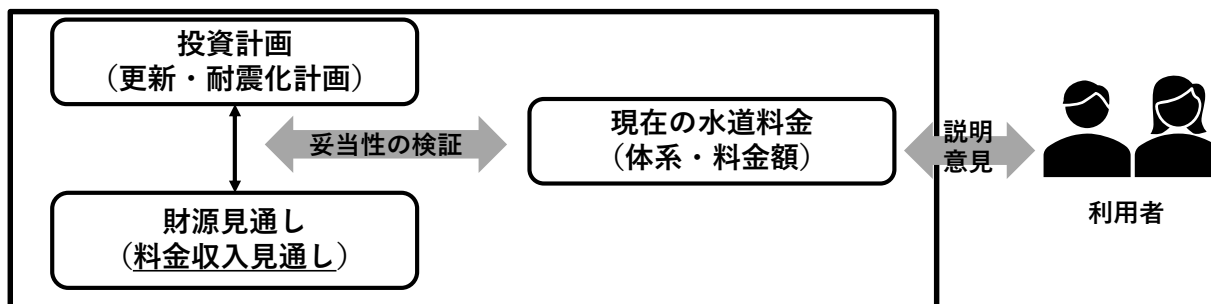 投資計画
（更新・耐震化計画）
妥当性の検証
財源見通し
（料金収入見通し）
現在の水道料金
（体系・料金額）
説明
意見
利用者